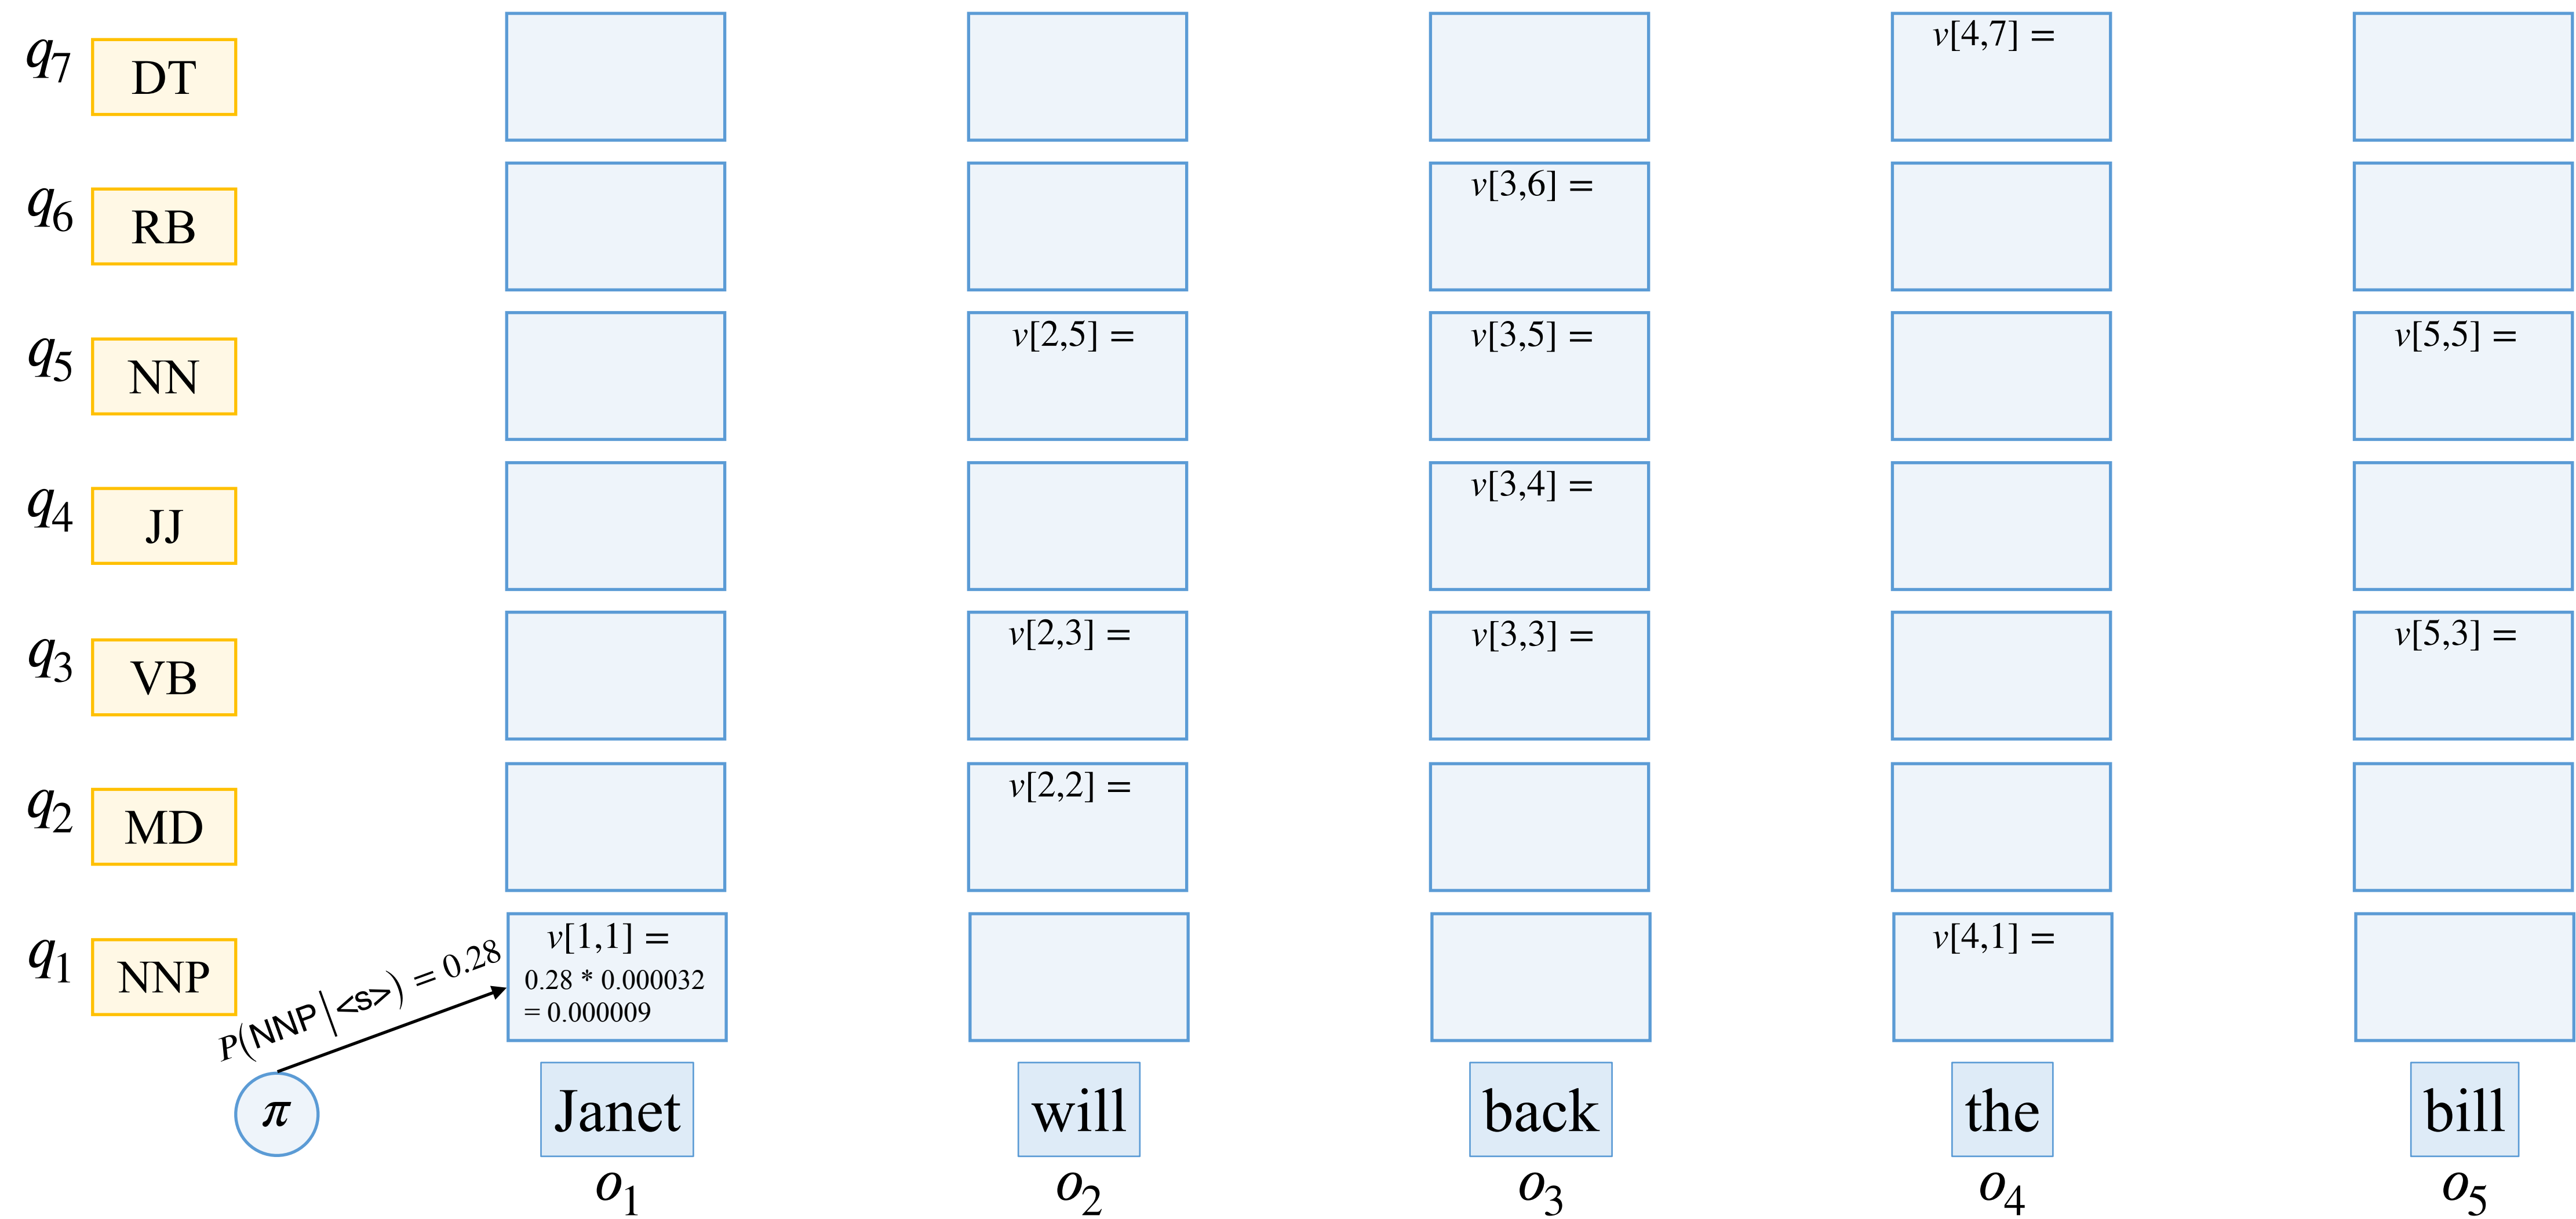 q7 DT v[4,7] =
q6 RB v[3,6] =
q5 NN v[2,5] = v[3,5] = v[5,5] =
q4 JJ v[3,4] =
q3 VB v[2,3] = v[3,3] = v[5,3] =
q2 MD v[2,2] =
q1 NNP v[1,1] = v[4,1] =
0.28 * 0.000032
= 0.000009
P(NNP|<s>) = 0.28
π Janet will back the bill
o1 o2 o3 o4 o5